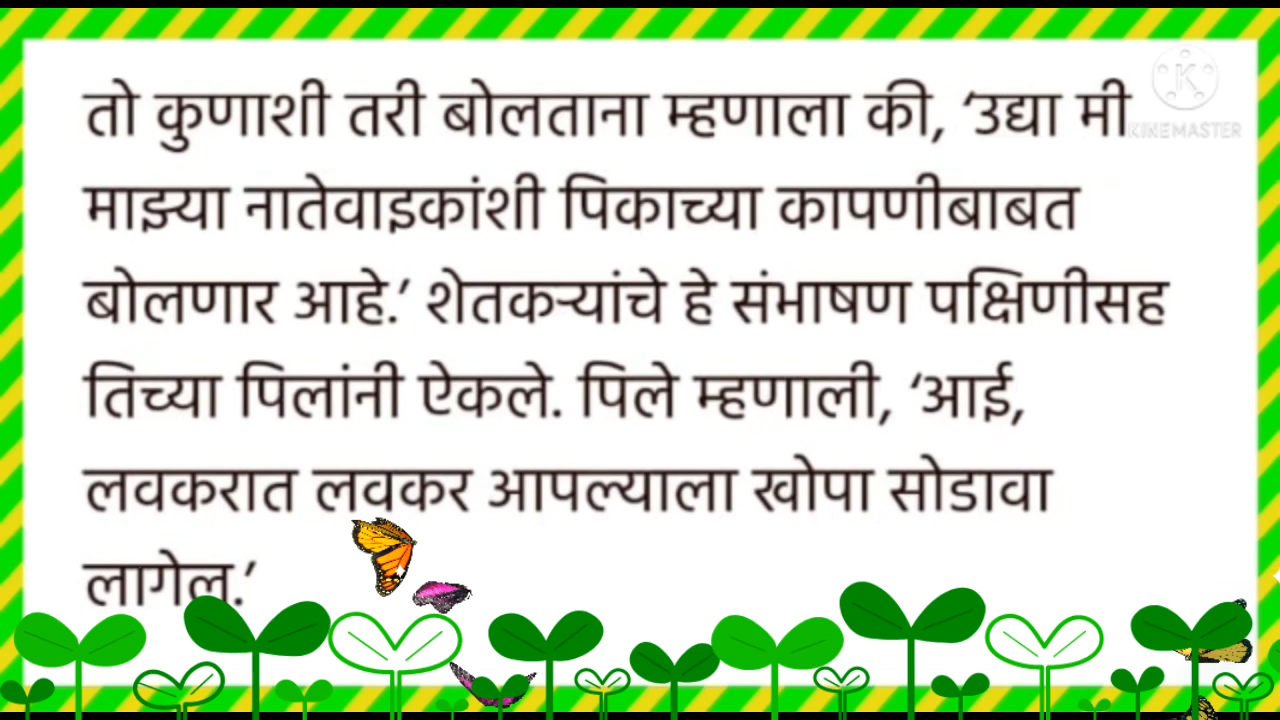 तो कुणाशी तरी बोलताना म्हणाला की, ‘उद्या मी
माझ्या नातेवाइकांशी पिकाच्या कापणीबाबत
बोलणार आहे.’ शेतकऱ्यांचे हे संभाषण पक्षिणीसह
तिच्या पिलांनी ऐकले. पिले म्हणाली, ‘आई,
लवकरात लवकर आपल्याला खोपा सोडावा
लागेल.’
K
KINEMASTER